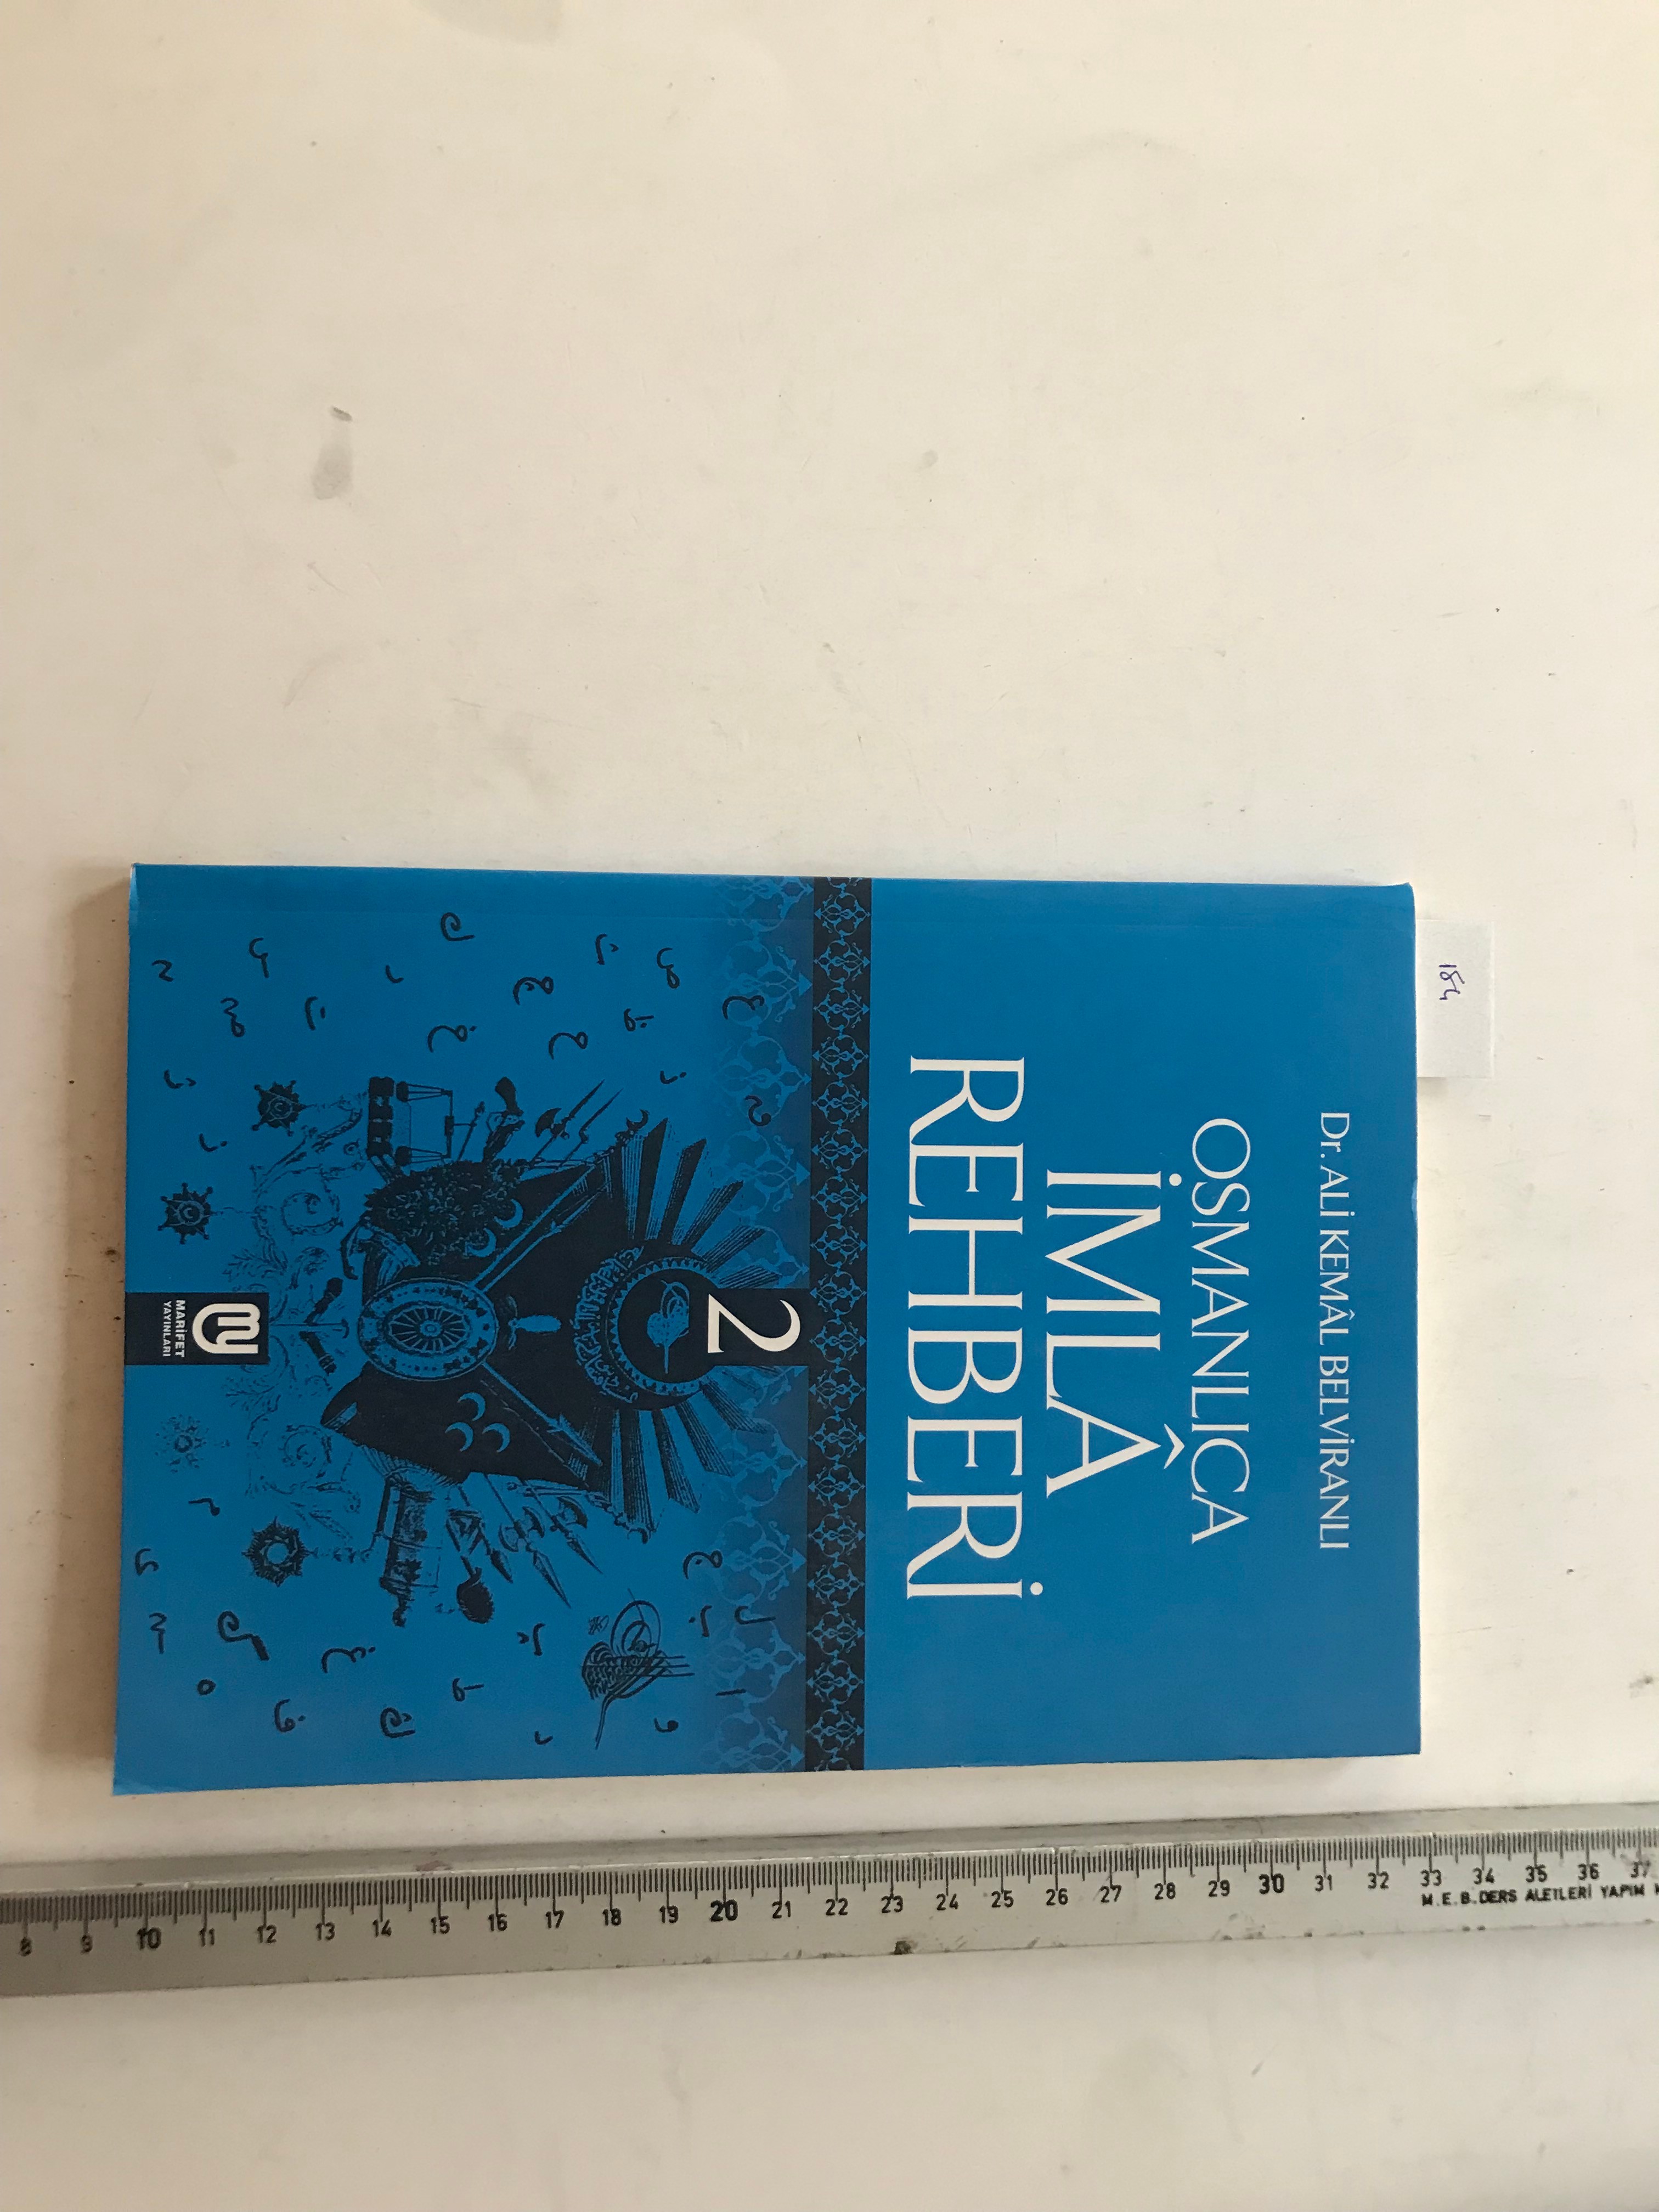 Dr. ALİ KEMÂL BELVİRANLI
OSMANLICA
İMLÂ
REHBERİ
2
MARİFET
YAYINLARI
8 9 10 11 12 13 14 15 16 17 18 19 20 21 22 23 24 25 26 27 28 29 30 31 32 33 34 35 36 37
M.E.B. DERS ALETLERİ YAPIM